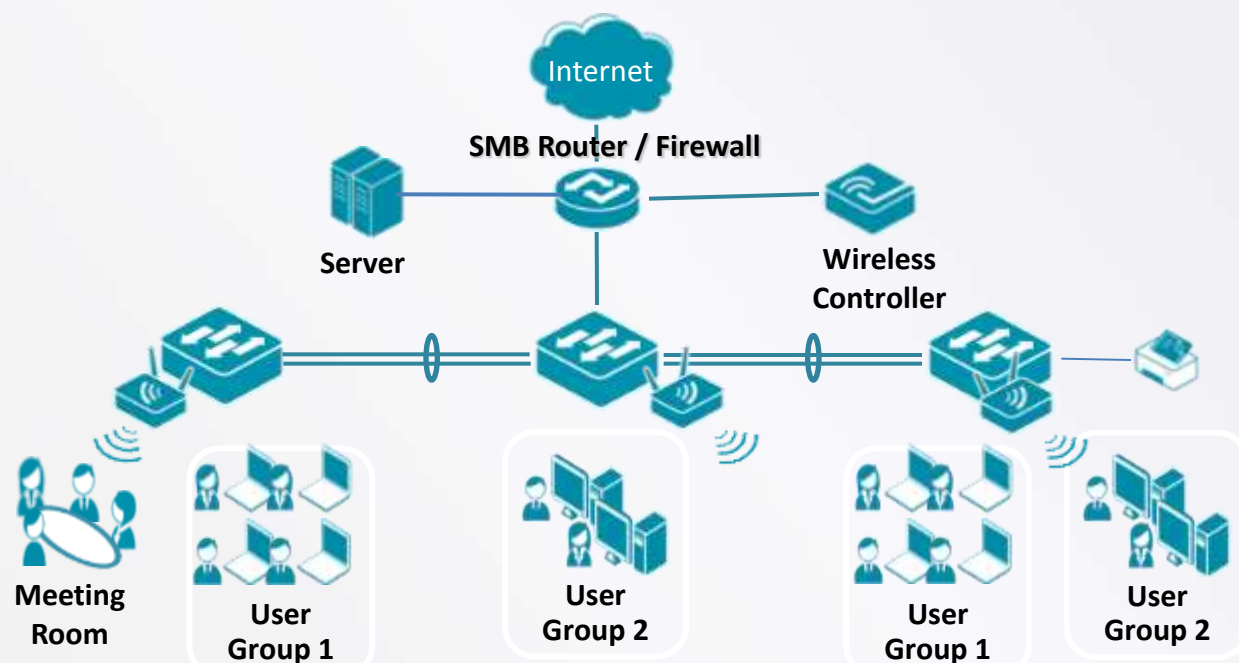 Internet
SMB Router / Firewall
Server
Wireless
Controller
Meeting
Room
User
Group 1
User
Group 2
User
Group 1
User
Group 2